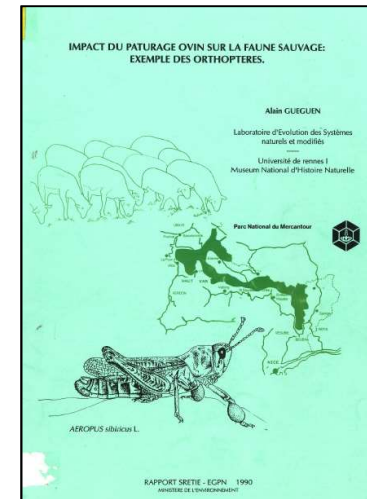 IMPACT DU PATURAGE OVIN SUR LA FAUNE SAUVAGE:
EXEMPLE DES ORTHOPTERES.
Alain GUEGUEN
Laboratoire d'Evolution des Systèmes
naturels et modifiés
Université de rennes I
Museum National d'Histoire Naturelle
Parc National du Mercantour
AEROPUS sibiricus L.
RAPPORT SRETIE - EGPN 1990
MINISTERE DE L'ENVIRONNEMENT